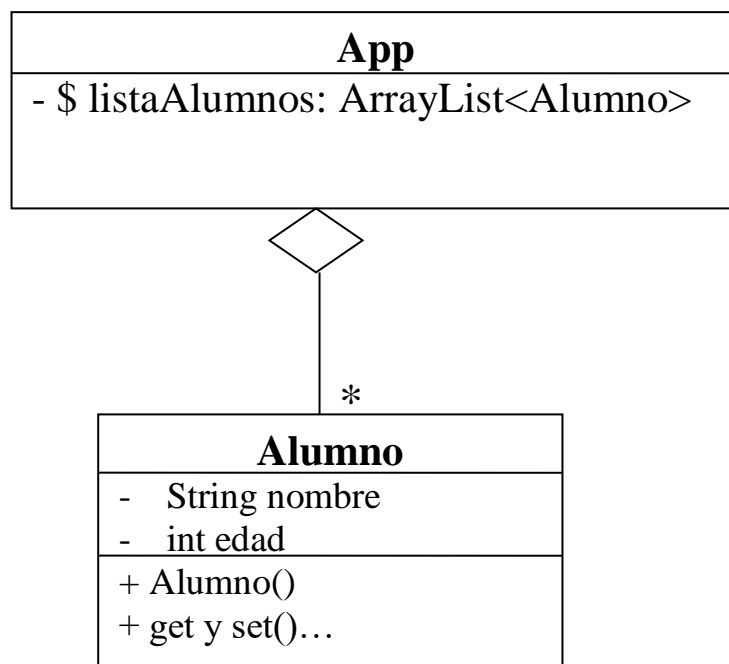 App
- $ listaAlumnos: ArrayList<Alumno>
*
Alumno
- String nombre
- int edad
+ Alumno()
+ get y set()…